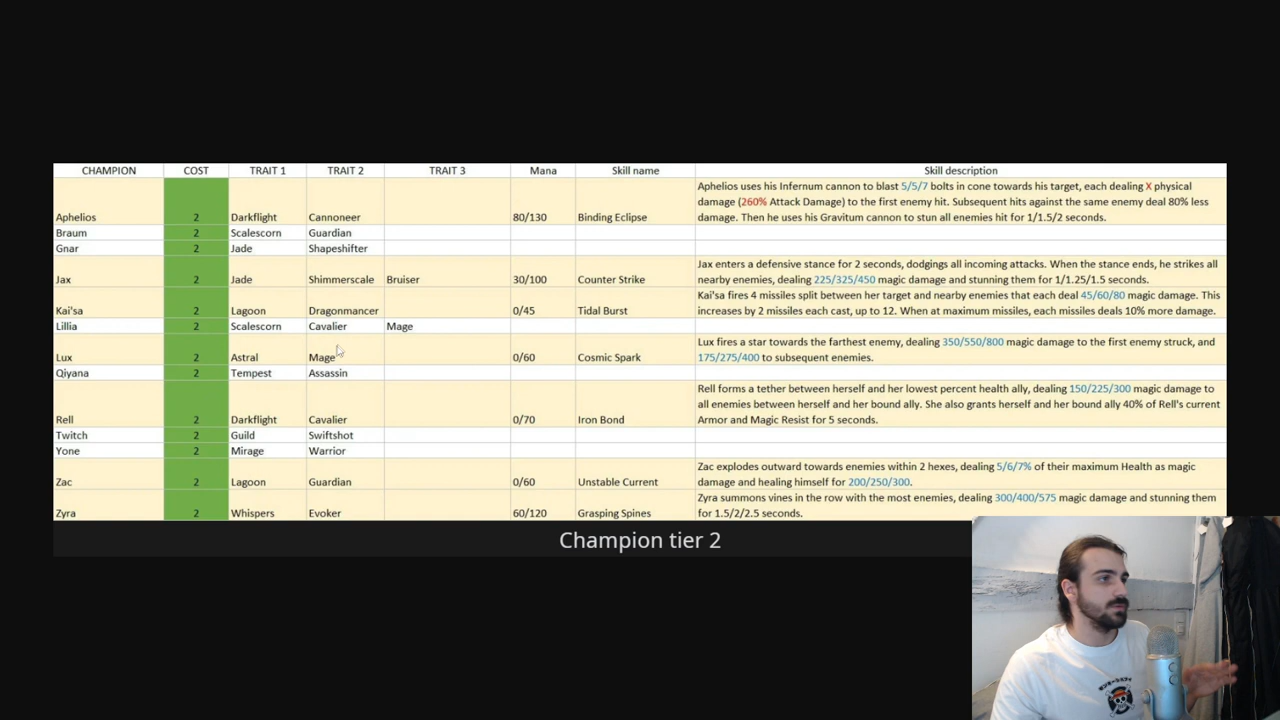 CHAMPION COST TRAIT 1 TRAIT 2 TRAIT 3 Mana Skill name Skill description
Aphelios uses his Infernum cannon to blast 5/5/7 bolts in cone towards his target, each dealing X physical
damage (260% Attack Damage) to the first enemy hit. Subsequent hits against the same enemy deal 80% less
Aphelios 2 Darkflight Cannoneer 80/130 Binding Eclipse damage. Then he uses his Gravitum cannon to stun all enemies hit for 1/1.5/2 seconds.
Braum 2 Scalescorn Guardian
Gnar 2 Jade Shapeshifter
Jax enters a defensive stance for 2 seconds, dodgings all incoming attacks. When the stance ends, he strikes all
Jax 2 Jade Shimmerscale Bruiser 30/100 Counter Strike nearby enemies, dealing 225/325/450 magic damage and stunning them for 1/1.25/1.5 seconds.
Kai'sa fires 4 missiles split between her target and nearby enemies that each deal 45/60/80 magic damage. This
Kai'sa 2 Lagoon Dragonmancer 0/45 Tidal Burst increases by 2 missiles each cast, up to 12. When at maximum missiles, each missiles deals 10% more damage.
Lillia 2 Scalescorn Cavalier Mage
Lux fires a star towards the farthest enemy, dealing 350/550/800 magic damage to the first enemy struck, and
Lux 2 Astral Mage 0/60 Cosmic Spark 175/275/400 to subsequent enemies.
Qiyana 2 Tempest Assassin
Rell forms a tether between herself and her lowest percent health ally, dealing 150/225/300 magic damage to
all enemies between herself and her bound ally. She also grants herself and her bound ally 40% of Rell's current
Rell 2 Darkflight Cavalier 0/70 Iron Bond Armor and Magic Resist for 5 seconds.
Twitch 2 Guild Swiftshot
Yone 2 Mirage Warrior
Zac explodes outward towards enemies within 2 hexes, dealing 5/6/7% of their maximum Health as magic
Zac 2 Lagoon Guardian 0/60 Unstable Current damage and healing himself for 200/250/300.
Zyra summons vines in the row with the most enemies, dealing 300/400/575 magic damage and stunning them
Zyra 2 Whispers Evoker 60/120 Grasping Spines for 1.5/2/2.5 seconds.
Champion tier 2